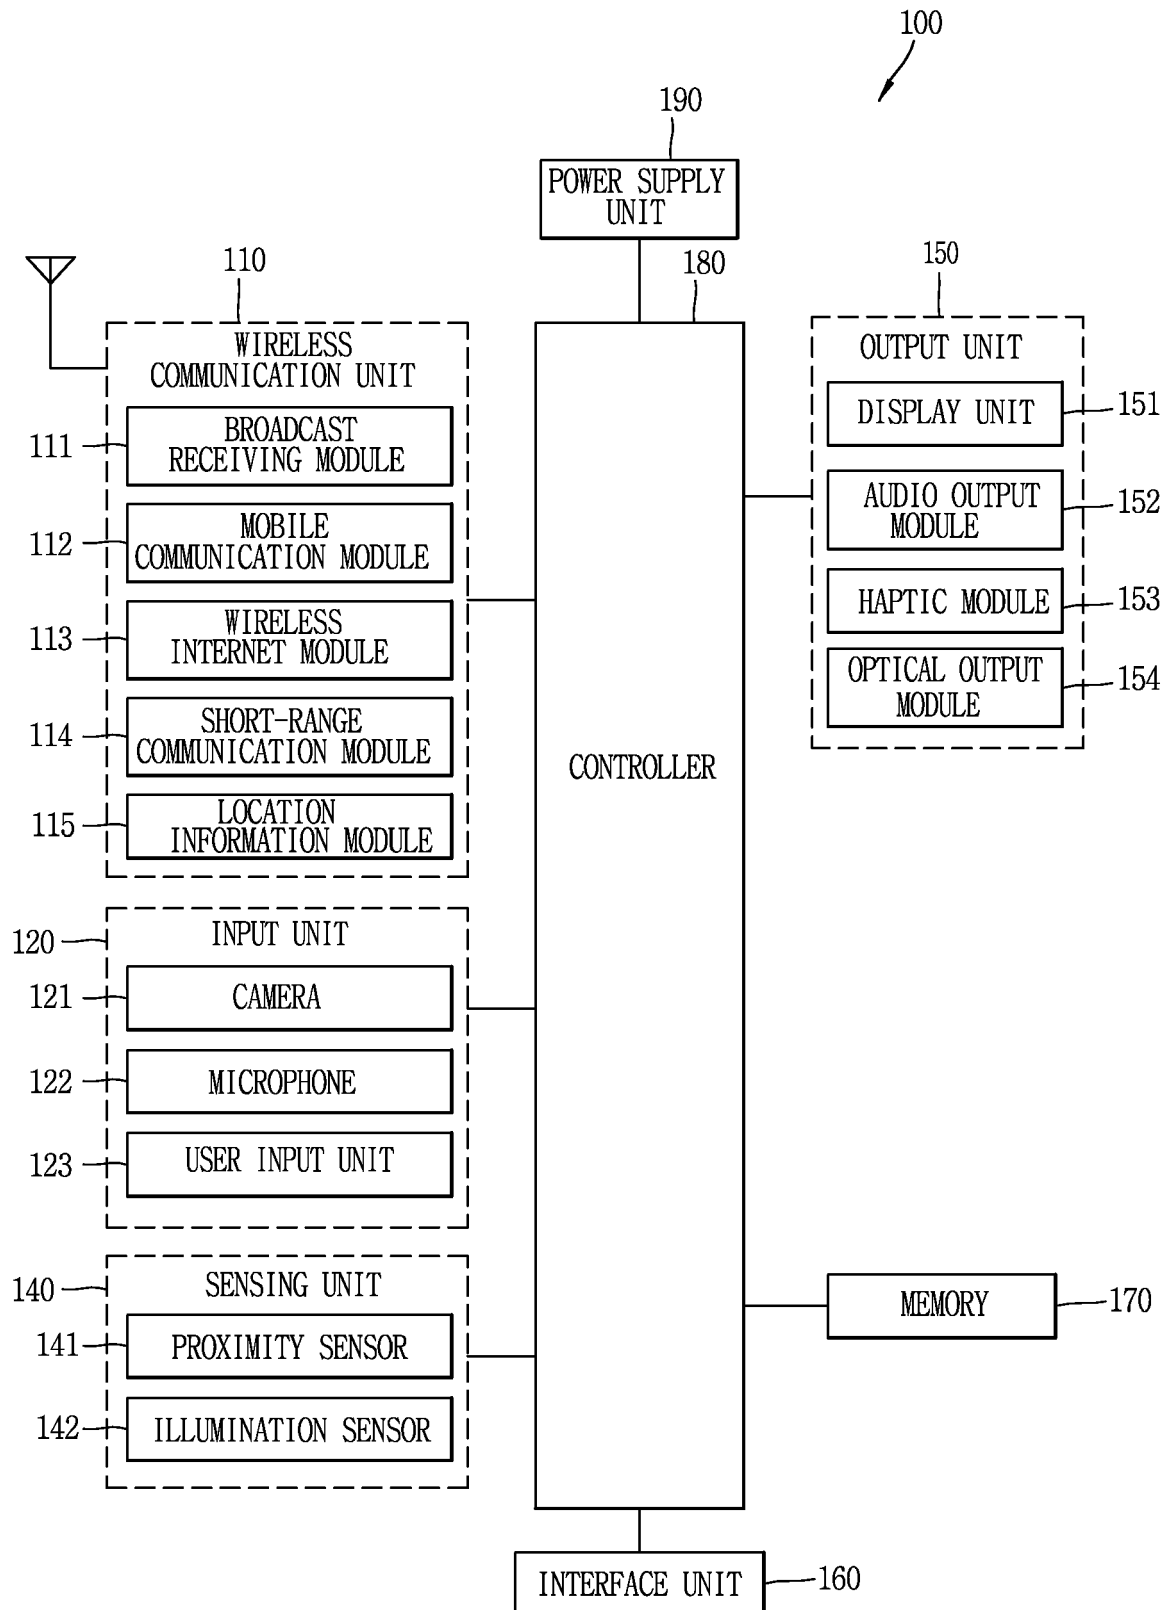 100
190
POWER SUPPLY
UNIT
110
180
150
WIRELESS
COMMUNICATION UNIT
111
BROADCAST
RECEIVING MODULE
112
MOBILE
COMMUNICATION MODULE
113
WIRELESS
INTERNET MODULE
114
SHORT-RANGE
COMMUNICATION MODULE
115
LOCATION
INFORMATION MODULE
120
INPUT UNIT
121
CAMERA
122
MICROPHONE
123
USER INPUT UNIT
140
SENSING UNIT
141
PROXIMITY SENSOR
142
ILLUMINATION SENSOR
CONTROLLER
OUTPUT UNIT
DISPLAY UNIT
151
AUDIO OUTPUT
MODULE
152
HAPTIC MODULE
153
OPTICAL OUTPUT
MODULE
154
MEMORY
170
INTERFACE UNIT
160